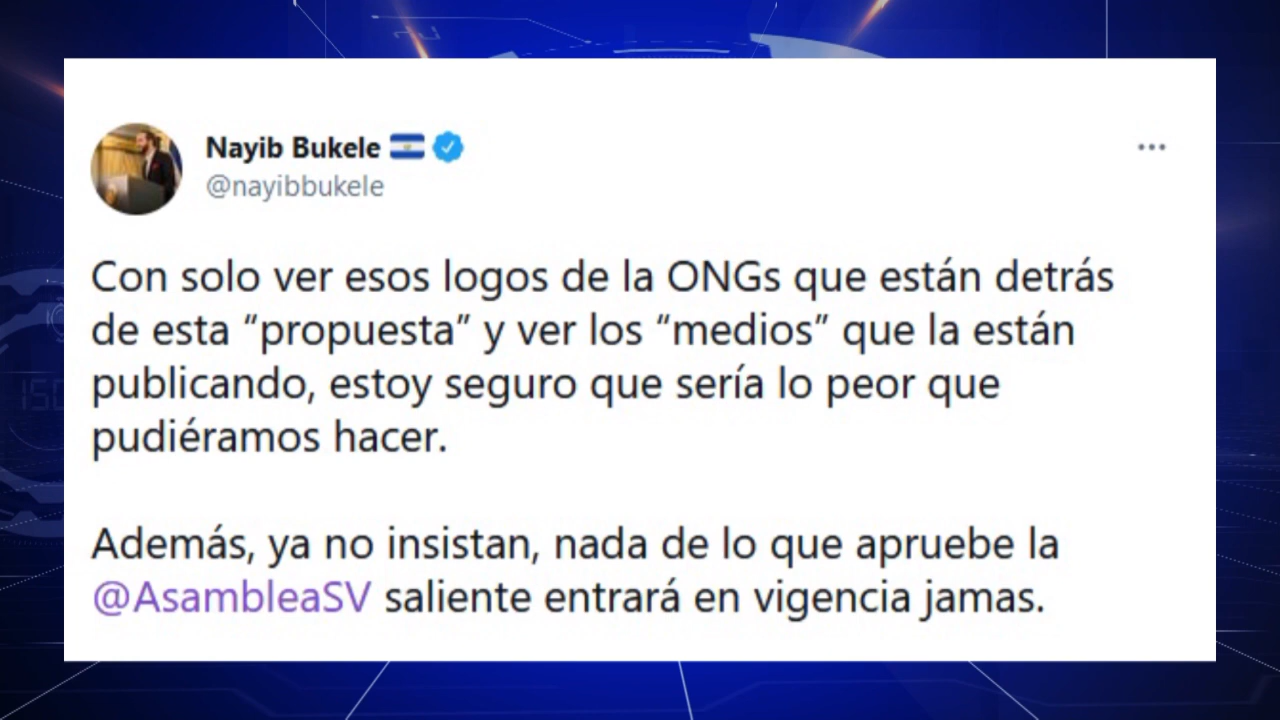 Nayib Bukele
@nayibbukele
Con solo ver esos logos de la ONGs que están detrás
de esta “propuesta” y ver los “medios” que la están
publicando, estoy seguro que sería lo peor que
pudiéramos hacer.
Además, ya no insistan, nada de lo que apruebe la
@AsambleaSV saliente entrará en vigencia jamas.